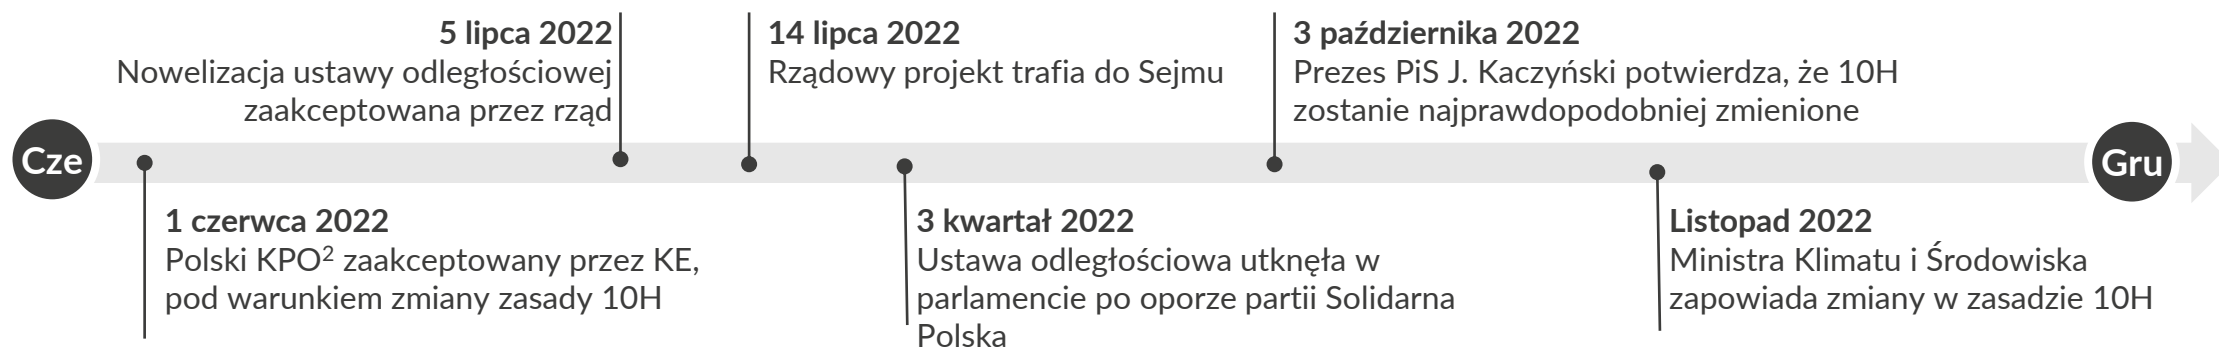 5 lipca 2022
Nowelizacja ustawy odległościowej
zaakceptowana przez rząd
14 lipca 2022
Rządowy projekt trafia do Sejmu
3 października 2022
Prezes PiS J. Kaczyński potwierdza, że 10H
zostanie najprawdopodobniej zmienione
Cze
Gru
1 czerwca 2022
Polski KPO² zaakceptowany przez KE,
pod warunkiem zmiany zasady 10H
3 kwartał 2022
Ustawa odległościowa utknęła w
parlamencie po oporze partii Solidarna
Polska
Listopad 2022
Ministra Klimatu i Środowiska
zapowiada zmiany w zasadzie 10H